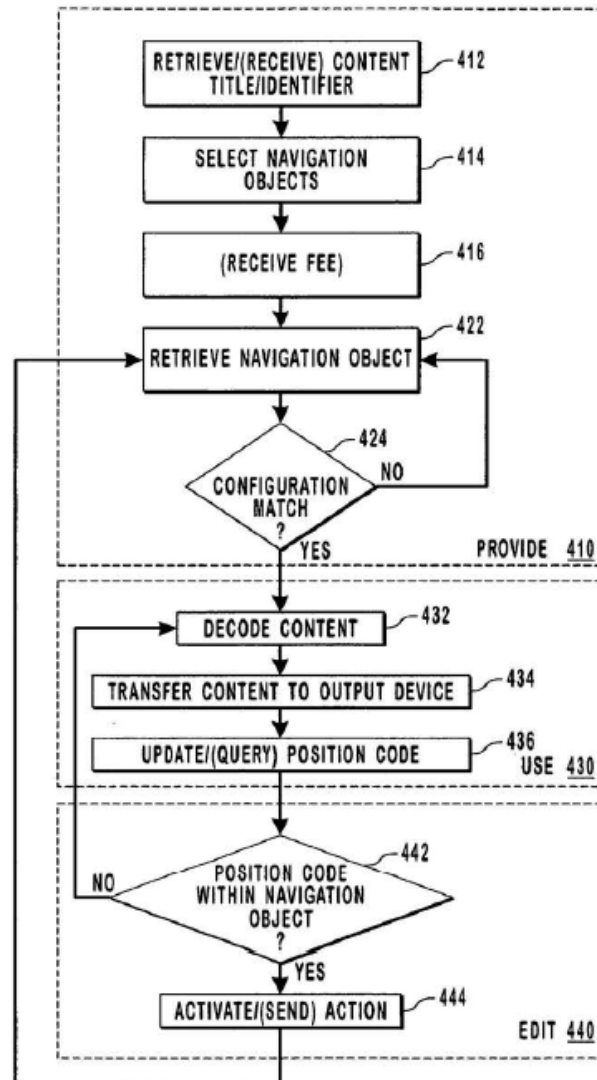 RETRIEVE/(RECEIVE) CONTENT
TITLE/IDENTIFIER
412
SELECT NAVIGATION
OBJECTS
414
(RECEIVE FEE)
416
422
RETRIEVE NAVIGATION OBJECT
424
CONFIGURATION
MATCH
?
NO
YES
PROVIDE 410
DECODE CONTENT
432
TRANSFER CONTENT TO OUTPUT DEVICE
434
UPDATE/(QUERY) POSITION CODE
436
USE 430
442
POSITION CODE
WITHIN NAVIGATION
OBJECT
?
NO
YES
ACTIVATE/(SEND) ACTION
444
EDIT 440